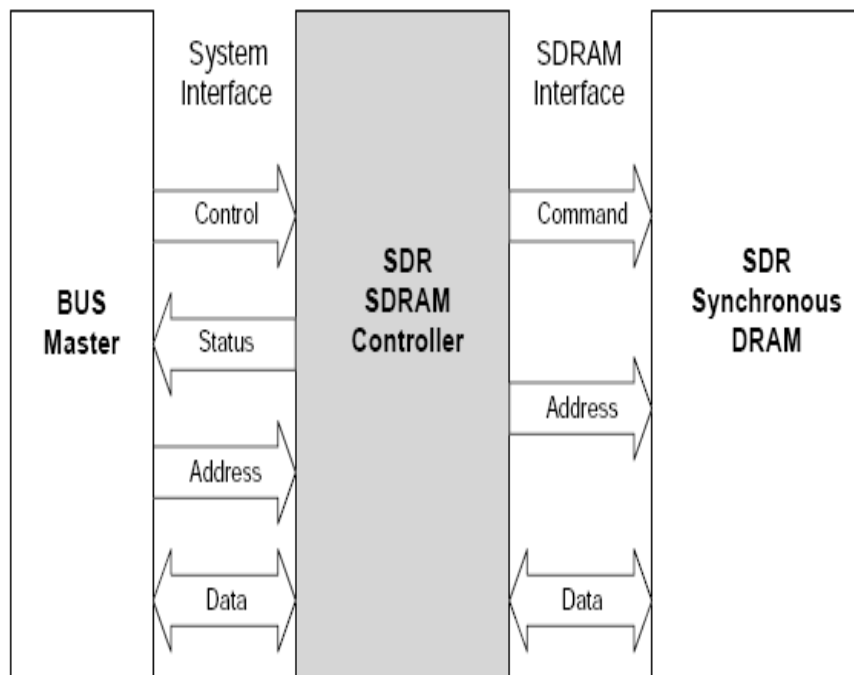 System
Interface
SDRAM
Interface
Control
Command
BUS
Master
SDR
SDRAM
Controller
SDR
Synchronous
DRAM
Status
Address
Address
Data
Data